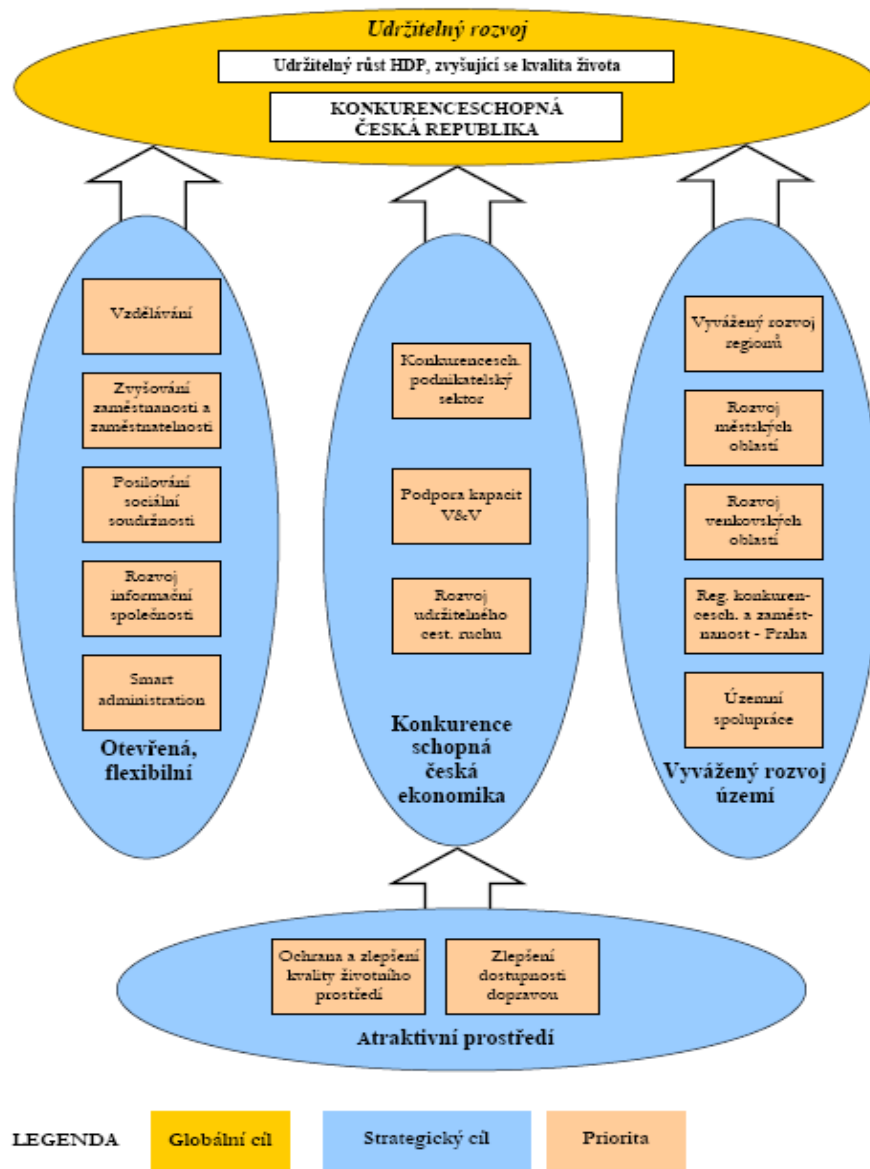 Udržitelný rozvoj
Udržitelný růst HDP, zvyšující se kvalita života
KONKURENCESCHOPNÁ
ČESKÁ REPUBLIKA
Vzdělávání
Zvyšování
zaměstnanosti a
zaměstnatelnosti
Posilování
sociální
soudržnosti
Rozvoj
informační
společnosti
Smart
administration
Otevřená,
flexibilní
Konkurencesch.
podnikatelský
sektor
Podpora kapacit
V&V
Rozvoj
udržitelného
cest. ruchu
Konkurence
schopná
česká
ekonomika
Vyvážený rozvoj
regionů
Rozvoj
městských
oblastí
Rozvoj
venkovských
oblastí
Reg. konkuren-
cesch. a zaměst-
nanost - Praha
Územní
spolupráce
Vyvážený rozvoj
území
Ochrana a zlepšení
kvality životního
prostředí
Zlepšení
dostupnosti
dopravou
Atraktivní prostředí
LEGENDA
Globální cíl
Strategický cíl
Priorita